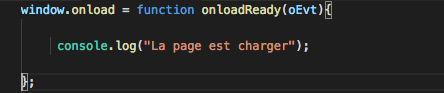 window.onload = function onloadReady(oEvt){
console.log("La page est charger");
};